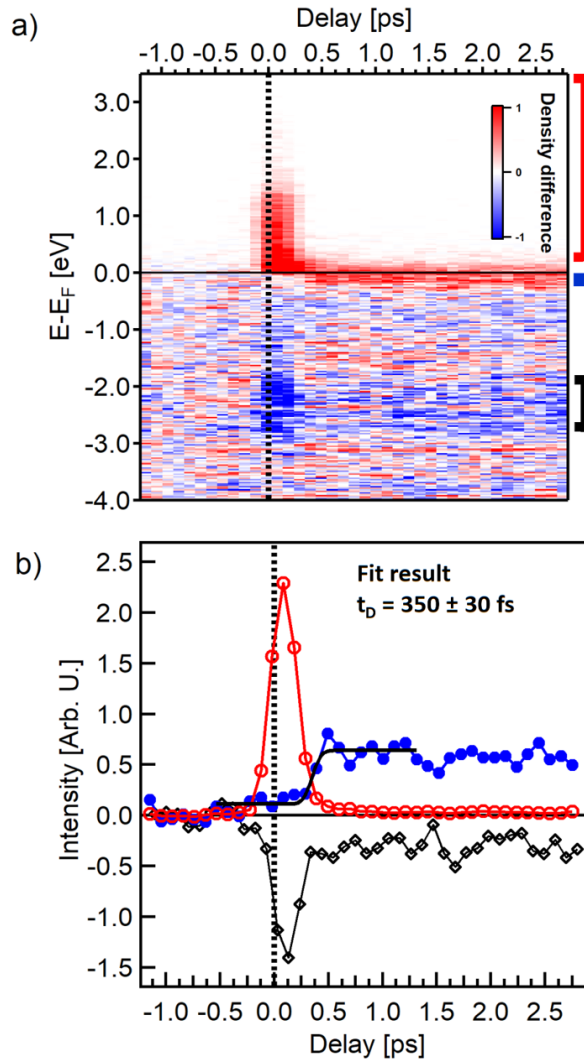 a)
Delay [ps]
-1.0 -0.5 0.0 0.5 1.0 1.5 2.0 2.5
3.0
2.0
1.0
0.0
-1.0
-2.0
-3.0
-4.0
E-E_F [eV]
1
0
-1
Density difference
b)
2.5
2.0
1.5
1.0
0.5
0.0
-0.5
-1.0
-1.5
Intensity [Arb. U.]
Fit result
t_D = 350 ± 30 fs
-1.0 -0.5 0.0 0.5 1.0 1.5 2.0 2.5
Delay [ps]